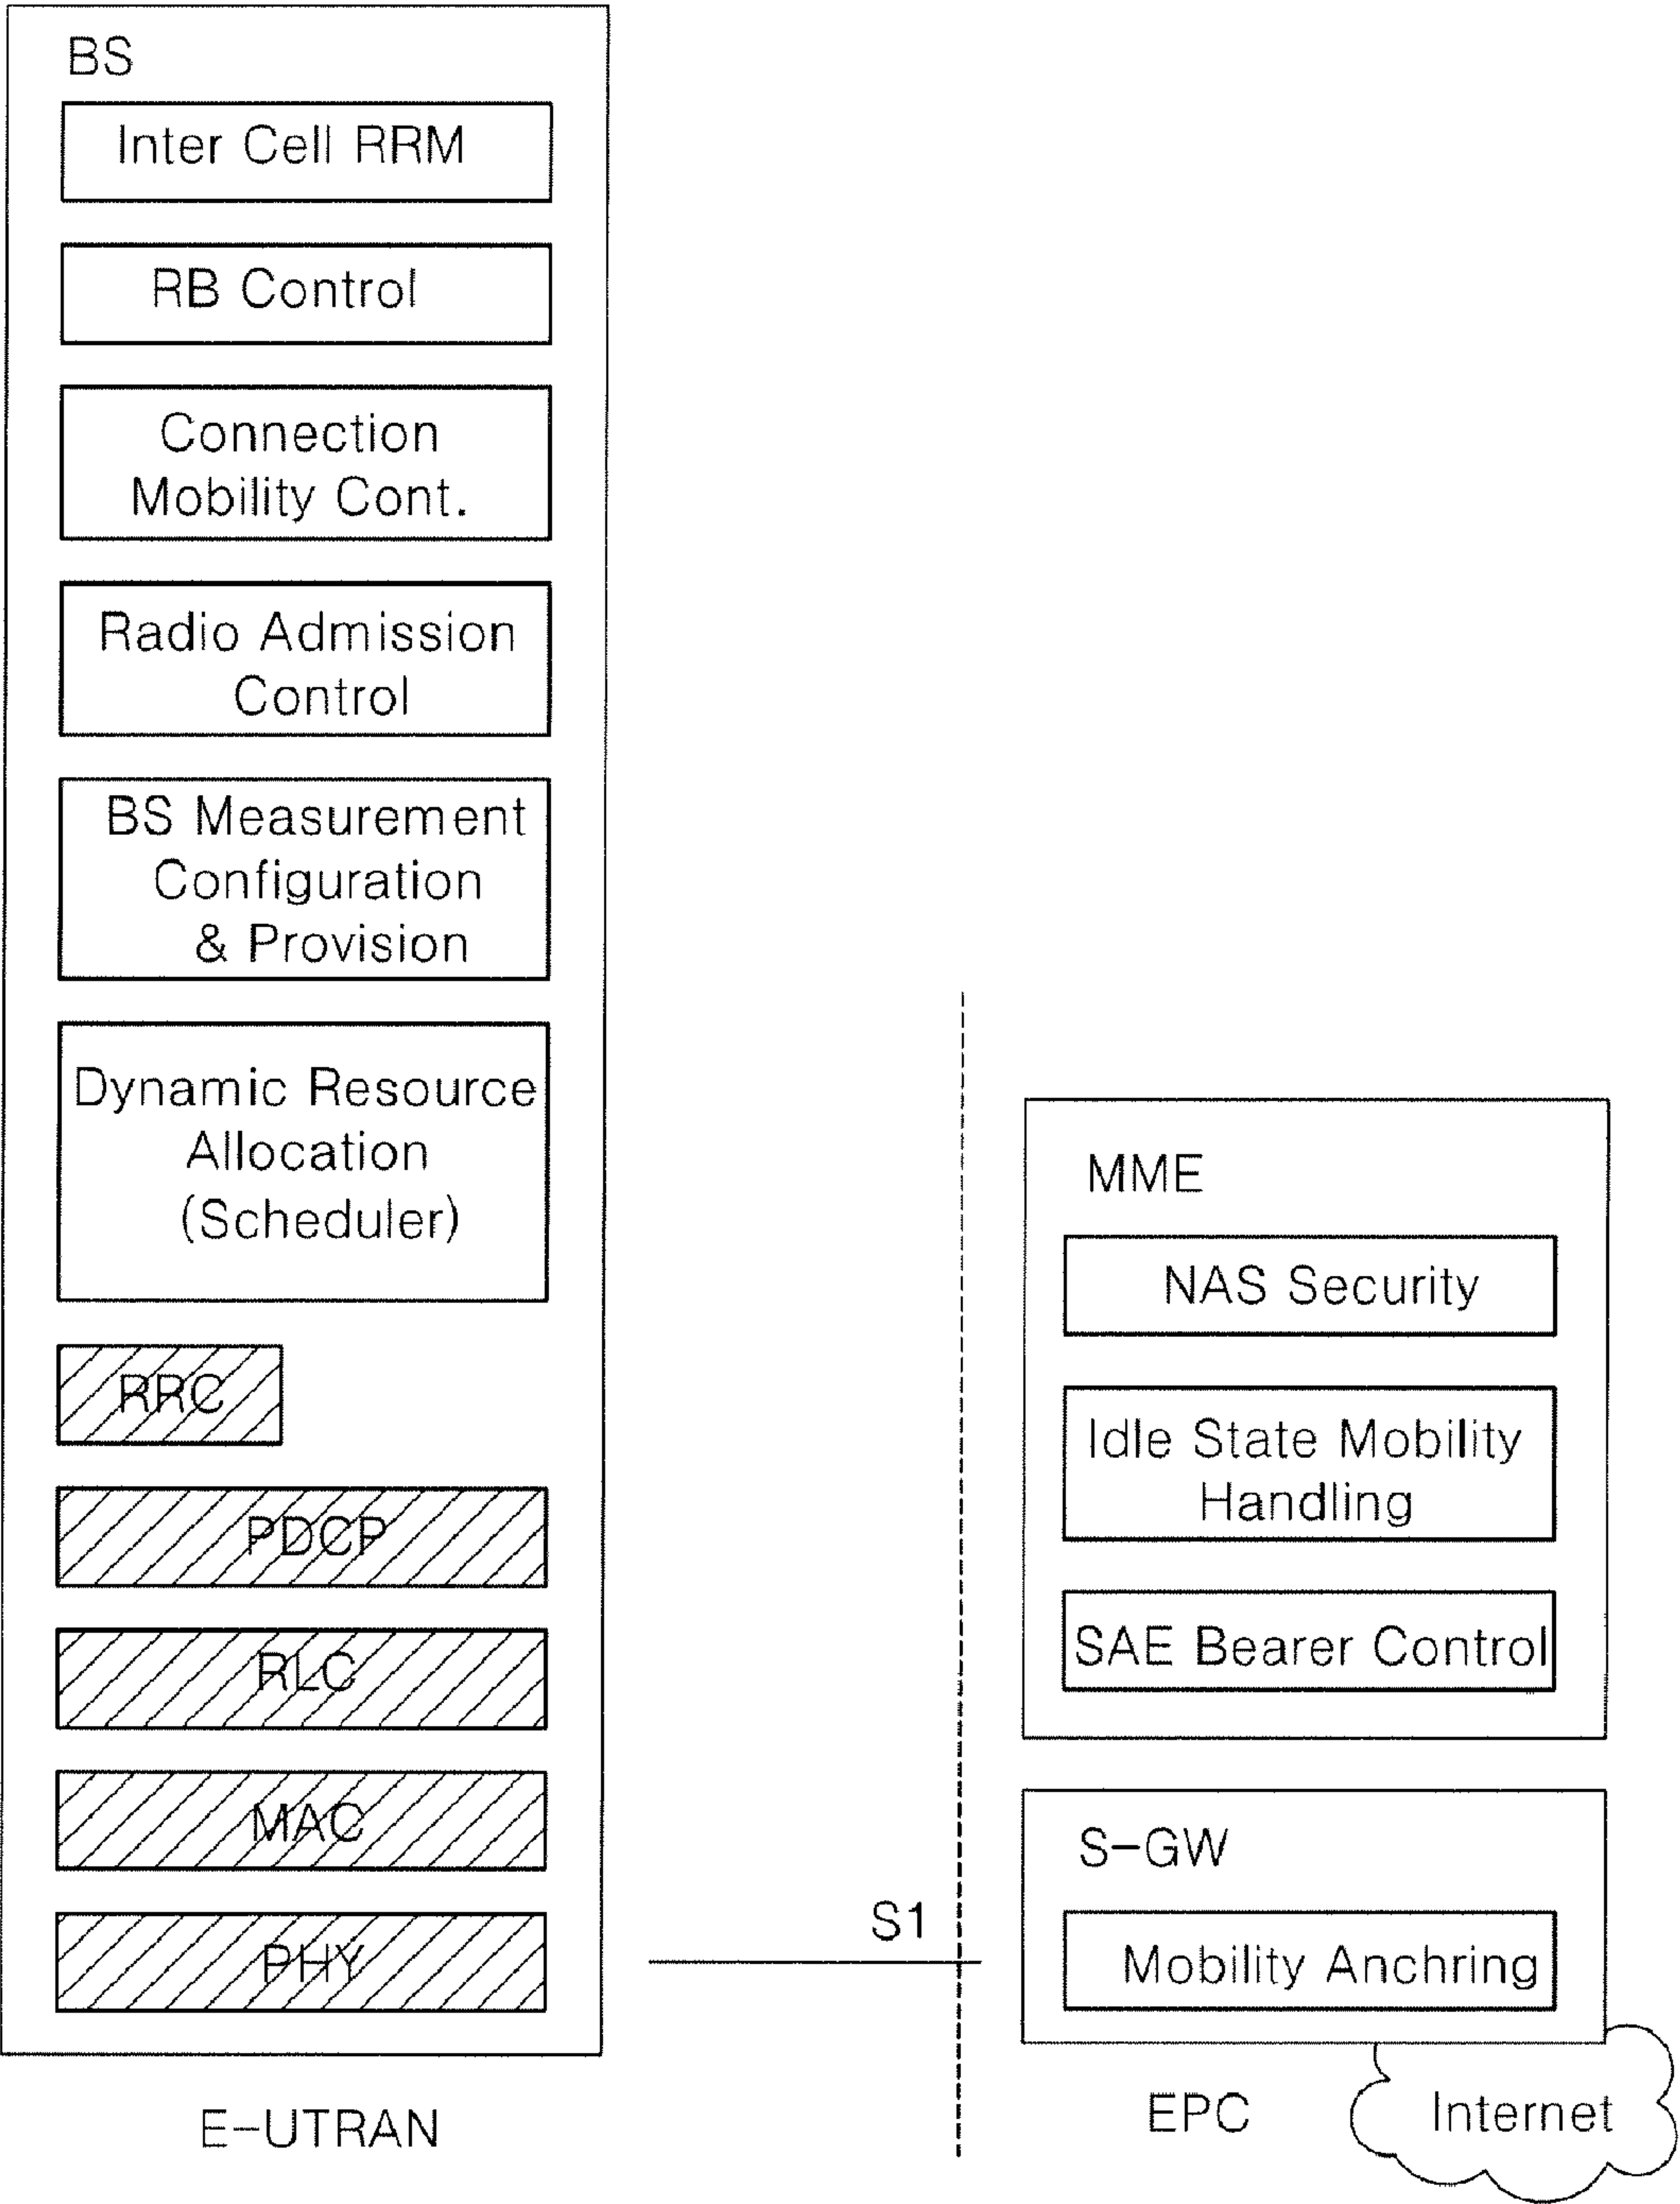 BS
Inter Cell RRM
RB Control
Connection
Mobility Cont.
Radio Admission
Control
BS Measurement
Configuration
& Provision
Dynamic Resource
Allocation
(Scheduler)
RRC
PDCP
RLC
MAC
PHY
E-UTRAN
S1
MME
NAS Security
Idle State Mobility
Handling
SAE Bearer Control
S-GW
Mobility Anchring
EPC
Internet